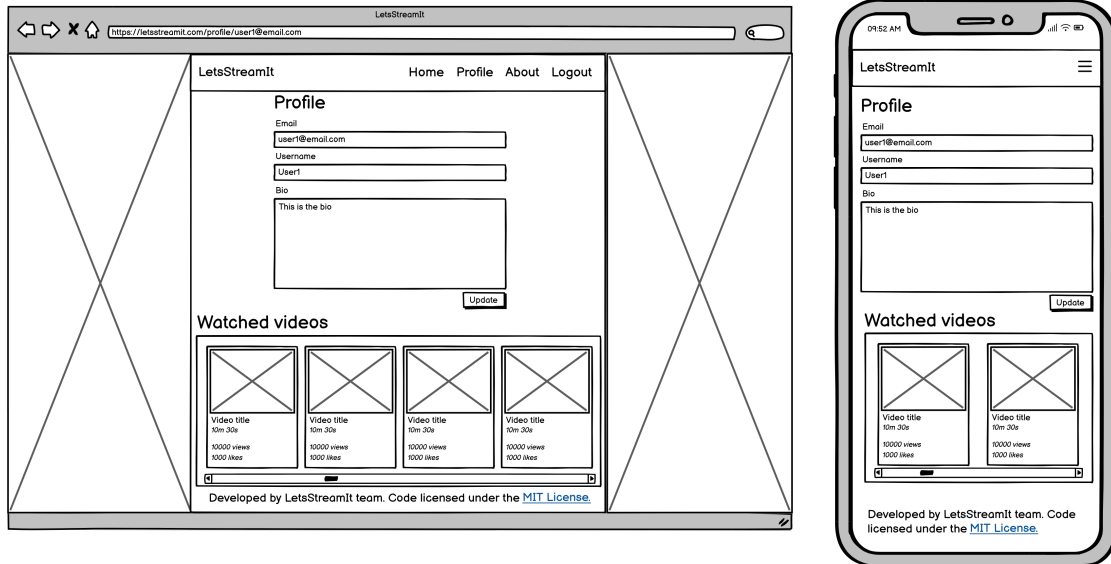 LetsStreamIt
https://letsstreamit.com/profile/user1@email.com
LetsStreamIt Home Profile About Logout
Profile
Email
user1@email.com
Username
User1
Bio
This is the bio
Update
Watched videos
Video title Video title Video title Video title
10m 30s 10m 30s 10m 30s 10m 30s
10000 views 10000 views 10000 views 10000 views
1000 likes 1000 likes 1000 likes 1000 likes
Developed by LetsStreamIt team. Code licensed under the MIT License.
09:52 AM
LetsStreamIt
Profile
Email
user1@email.com
Username
User1
Bio
This is the bio
Update
Watched videos
Video title Video title
10m 30s 10m 30s
10000 views 10000 views
1000 likes 1000 likes
Developed by LetsStreamIt team. Code
licensed under the MIT License.